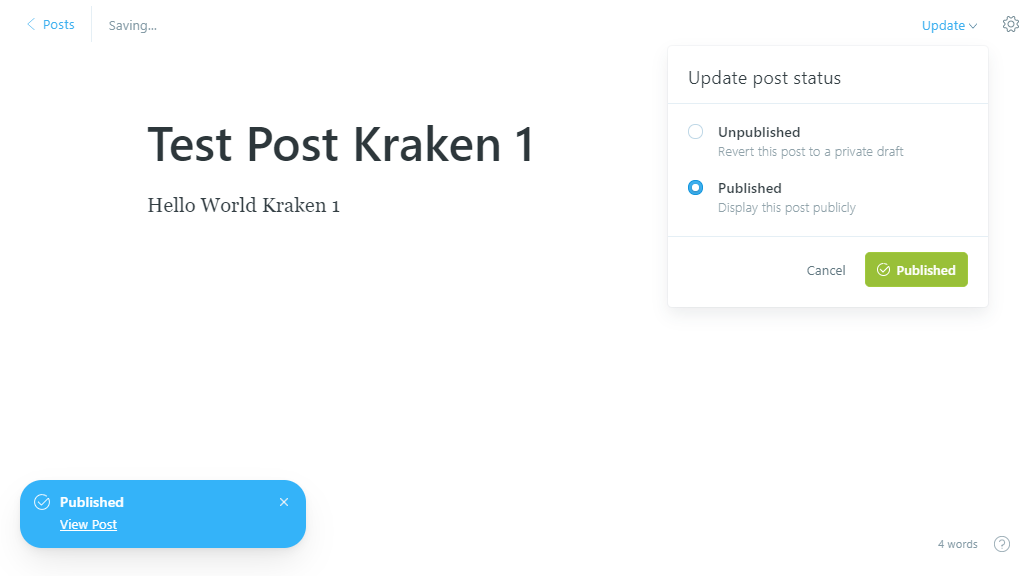 Posts
Saving...
Update
Update post status
Test Post Kraken 1
Hello World Kraken 1
Unpublished
Revert this post to a private draft
Published
Display this post publicly
Cancel
Published
Published
View Post
4 words
?